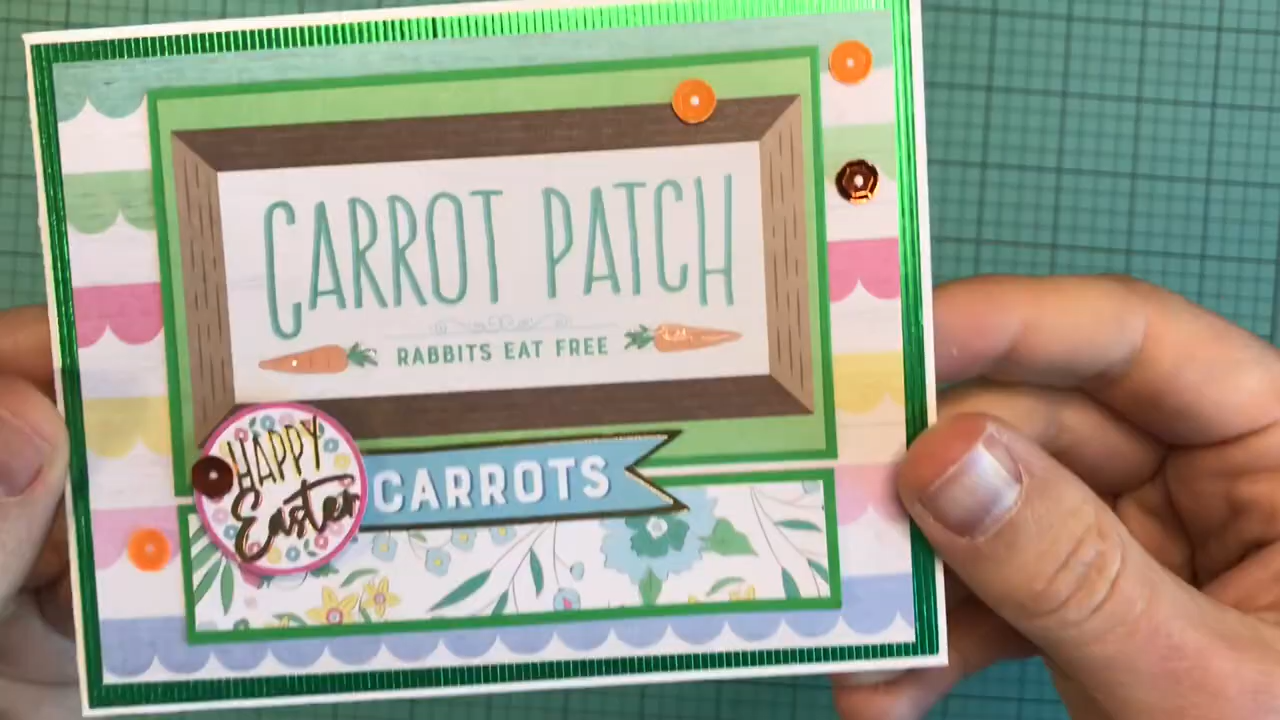 CARROT PATCH
RABBITS EAT FREE
HAPPY
Easter
CARROTS